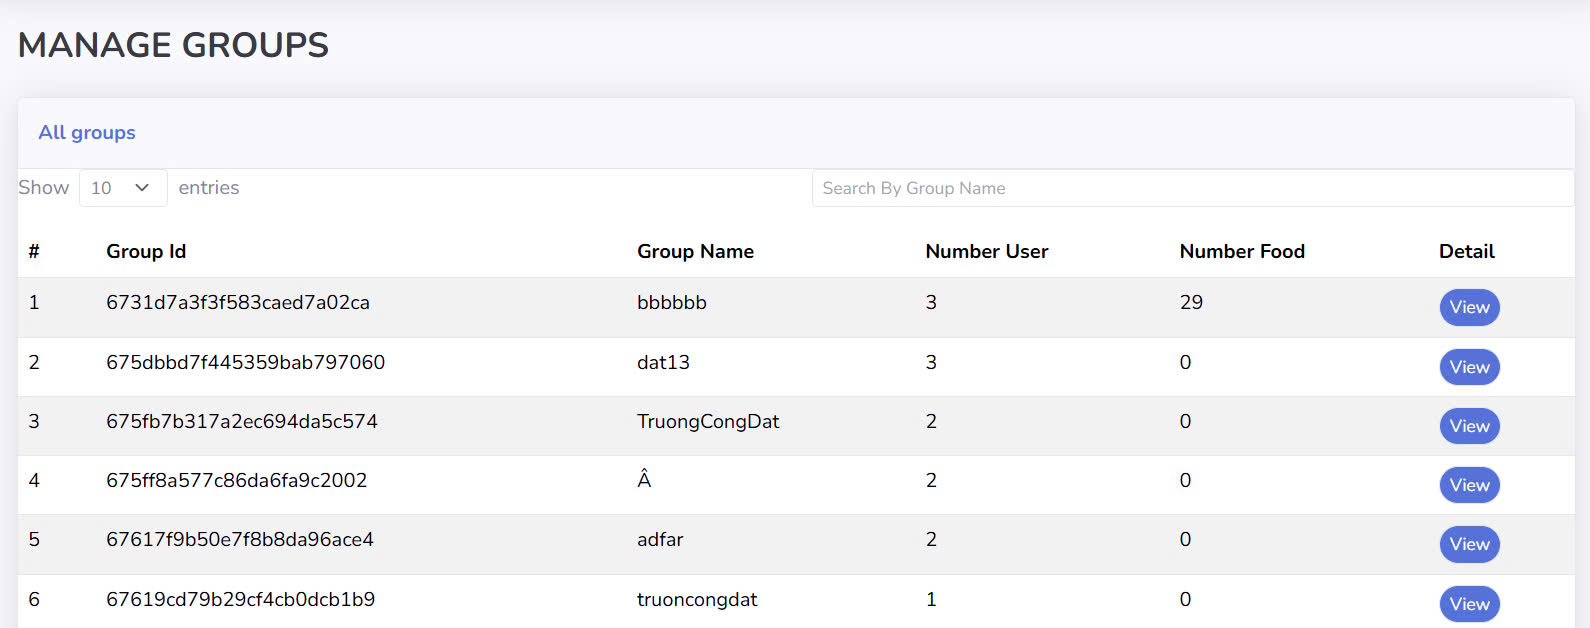 MANAGE GROUPS
All groups
Show 10 entries Search By Group Name
# Group Id Group Name Number User Number Food Detail
1 6731d7a3f3f583caed7a02ca bbbbbb 3 29 View
2 675dbbd7f445359bab797060 dat13 3 0 View
3 675fb7b317a2ec694da5c574 TruongCongDat 2 0 View
4 675ff8a577c86da6fa9c2002 Â 2 0 View
5 67617f9b50e7f8b8da96ace4 adfar 2 0 View
6 67619cd79b29cf4cb0dcb1b9 truoncongdat 1 0 View